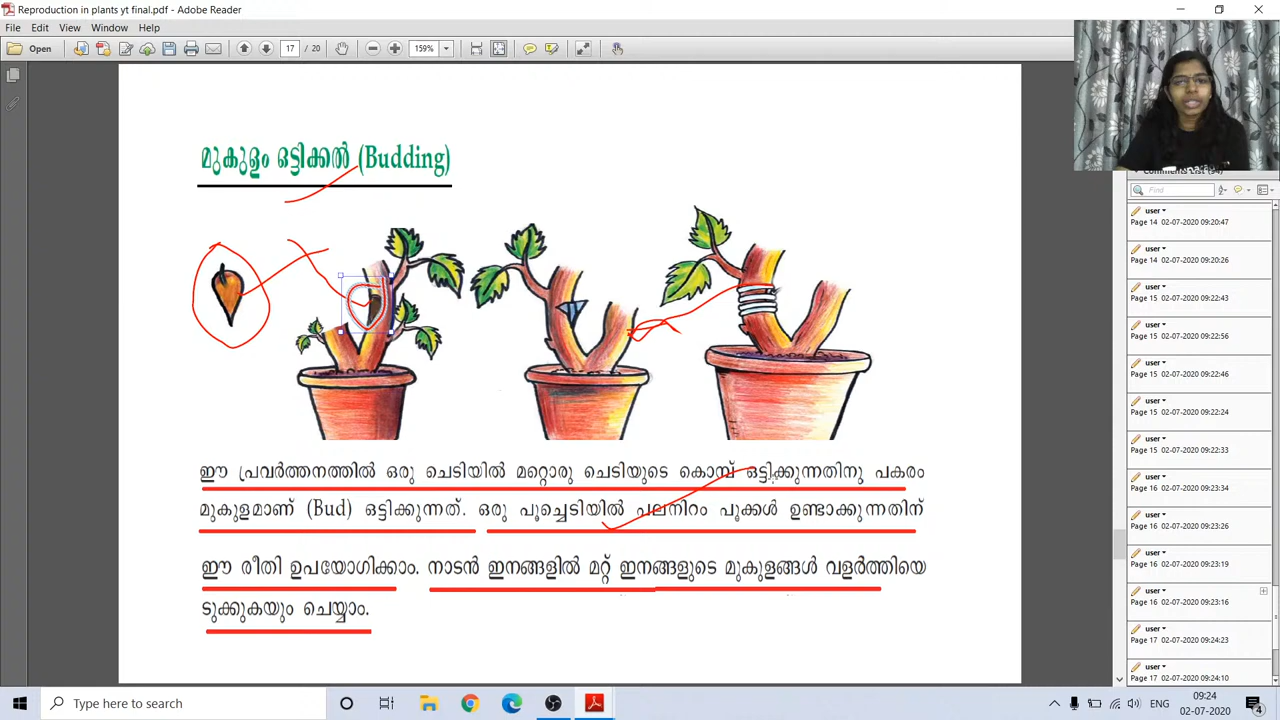 Reproduction in plants yt final.pdf - Adobe Reader
File Edit View Window Help
Open 17 / 20 159%
Comments List (94)
Find
മുകുളം ഒട്ടിക്കൽ (Budding)
ഈ പ്രവർത്തനത്തിൽ ഒരു ചെടിയിൽ മറ്റൊരു ചെടിയുടെ കൊമ്പ് ഒട്ടിക്കുന്നതിനു പകരം
മുകുളമാണ് (Bud) ഒട്ടിക്കുന്നത്. ഒരു പൂച്ചെടിയിൽ പലനിറം പൂക്കൾ ഉണ്ടാക്കുന്നതിന്
ഈ രീതി ഉപയോഗിക്കാം. നാടൻ ഇനങ്ങളിൽ മറ്റ് ഇനങ്ങളുടെ മുകുളങ്ങൾ വളർത്തിയെ
ടുക്കുകയും ചെയ്യാം.
user
Page 14 02-07-2020 09:20:47
user
Page 14 02-07-2020 09:20:26
user
Page 15 02-07-2020 09:22:43
user
Page 15 02-07-2020 09:22:56
user
Page 15 02-07-2020 09:22:46
user
Page 15 02-07-2020 09:22:24
user
Page 15 02-07-2020 09:22:33
user
Page 16 02-07-2020 09:23:34
user
Page 16 02-07-2020 09:23:26
user
Page 16 02-07-2020 09:23:19
user
Page 16 02-07-2020 09:23:16
user
Page 17 02-07-2020 09:24:23
user
Page 17 02-07-2020 09:24:10
Type here to search
ENG
09:24
02-07-2020
4